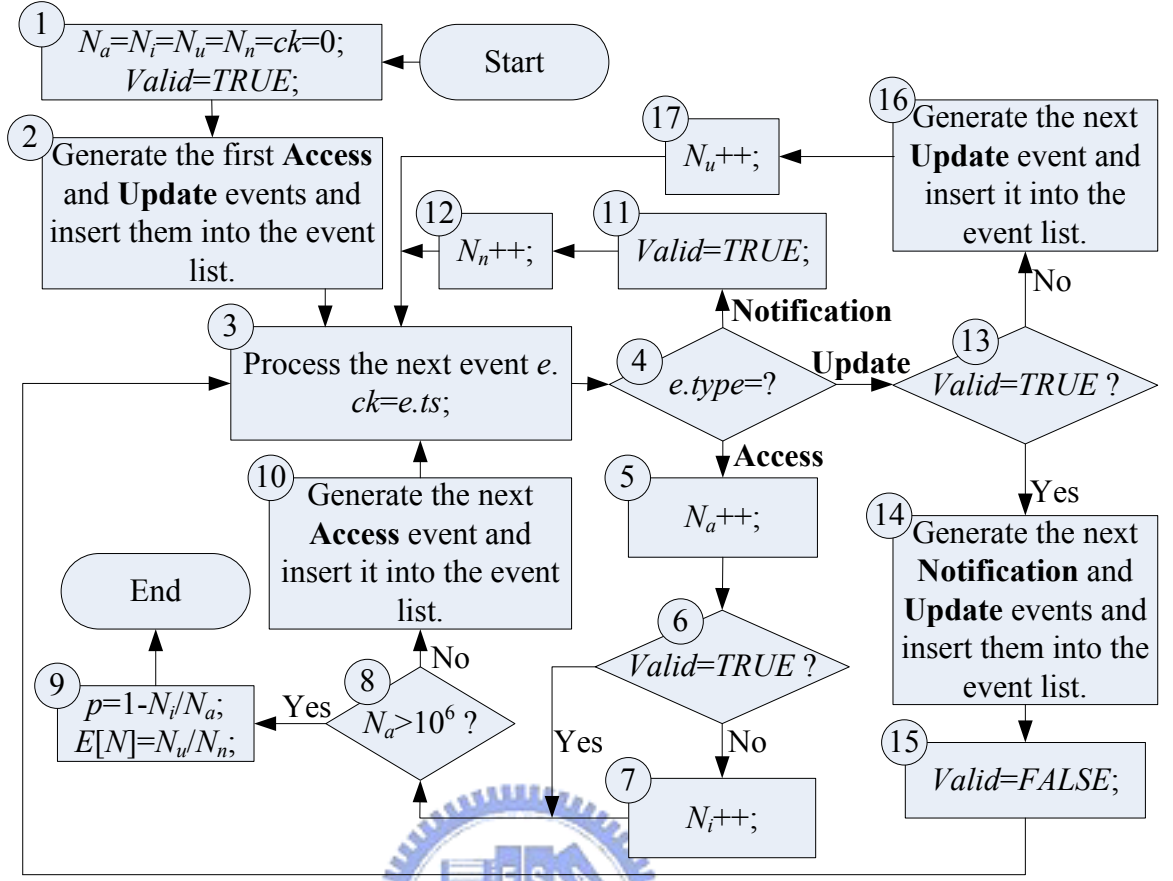 Start
1
Nₐ=Nᵢ=Nᵤ=Nₙ=ck=0;
Valid=TRUE;
2
Generate the first Access
and Update events and
insert them into the event
list.
3
Process the next event e.
ck=e.ts;
4
e.type=?
Notification
Update
Access
5
Nₐ++;
6
Valid=TRUE ?
Yes
No
7
Nᵢ++;
8
Nₐ>10⁶ ?
Yes
No
9
p=1-Nᵢ/Nₐ;
E[N]=Nᵤ/Nₙ;
End
10
Generate the next
Access event and
insert it into the event
list.
11
Valid=TRUE;
12
Nₙ++;
13
Valid=TRUE ?
No
Yes
14
Generate the next
Notification and
Update events and
insert them into the
event list.
15
Valid=FALSE;
16
Generate the next
Update event and
insert it into the
event list.
17
Nᵤ++;